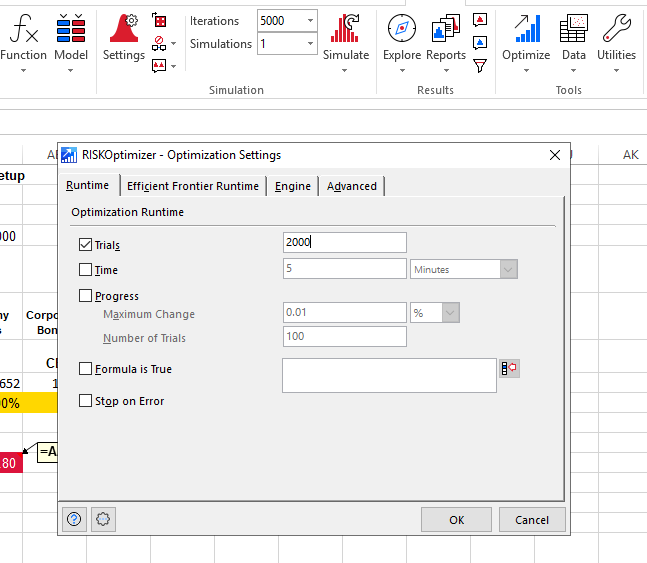 Iterations 5000
Simulations 1
Function Model Settings Simulate Explore Reports Optimize Data Utilities
Simulation Results Tools
RISKOptimizer - Optimization Settings
AK
Runtime Efficient Frontier Runtime Engine Advanced
Optimization Runtime
Trials 2000
Time 5 Minutes
Progress
Maximum Change 0.01 %
Number of Trials 100
Formula is True
Stop on Error
OK Cancel
etup
000
ny Corpo
s Bon
Cl
652 1
00%
=A
180